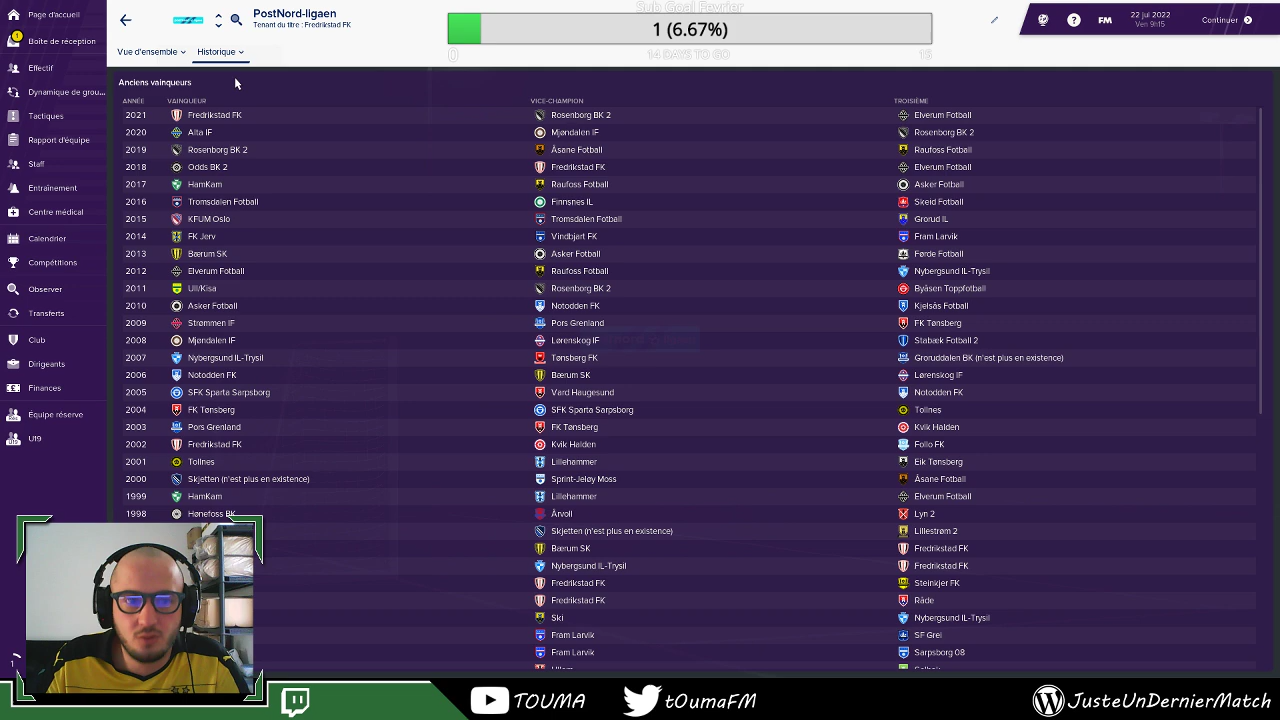 Page d'accueil
Boîte de réception
1
Effectif
Dynamique de grou...
Tactiques
Rapport d'équipe
Staff
Entraînement
Centre médical
Calendrier
Compétitions
Observer
Transferts
Club
Dirigeants
Finances
Équipe réserve
U19
PostNord-ligaen
Tenant du titre : Fredrikstad FK
Sub Goal Fevrier
1 (6.67%)
0 14 DAYS TO GO 15
FM 22 juil 2022
Ven 9h15
Continuer
Vue d'ensemble Historique
Anciens vainqueurs
ANNÉE VAINQUEUR VICE-CHAMPION TROISIÈME
2021 Fredrikstad FK Rosenborg BK 2 Elverum Fotball
2020 Alta IF Mjøndalen IF Rosenborg BK 2
2019 Rosenborg BK 2 Åsane Fotball Raufoss Fotball
2018 Odds BK 2 Fredrikstad FK Elverum Fotball
2017 HamKam Raufoss Fotball Asker Fotball
2016 Tromsdalen Fotball Finnsnes IL Skeid Fotball
2015 KFUM Oslo Tromsdalen Fotball Grorud IL
2014 FK Jerv Vindbjart FK Fram Larvik
2013 Bærum SK Asker Fotball Førde Fotball
2012 Elverum Fotball Raufoss Fotball Nybergsund IL-Trysil
2011 Ull/Kisa Rosenborg BK 2 Byåsen Toppfotball
2010 Asker Fotball Notodden FK Kjelsås Fotball
2009 Strømmen IF Pors Grenland FK Tønsberg
2008 Mjøndalen IF Lørenskog IF Stabæk Fotball 2
2007 Nybergsund IL-Trysil Tønsberg FK Groruddalen BK (n'est plus en existence)
2006 Notodden FK Bærum SK Lørenskog IF
2005 SFK Sparta Sarpsborg Vard Haugesund Notodden FK
2004 FK Tønsberg SFK Sparta Sarpsborg Tollnes
2003 Pors Grenland FK Tønsberg Kvik Halden
2002 Fredrikstad FK Kvik Halden Follo FK
2001 Tollnes Lillehammer Eik Tønsberg
2000 Skjetten (n'est plus en existence) Sprint-Jeløy Moss Åsane Fotball
1999 HamKam Lillehammer Elverum Fotball
1998 Hønefoss BK Årvoll Lyn 2
Skjetten (n'est plus en existence) Lillestrøm 2
Bærum SK Fredrikstad FK
Nybergsund IL-Trysil Fredrikstad FK
Fredrikstad FK Steinkjer FK
Fredrikstad FK Råde
Ski Nybergsund IL-Trysil
Fram Larvik SF Grei
Fram Larvik Sarpsborg 08
TOUMA
tOumaFM
JusteUnDernierMatch